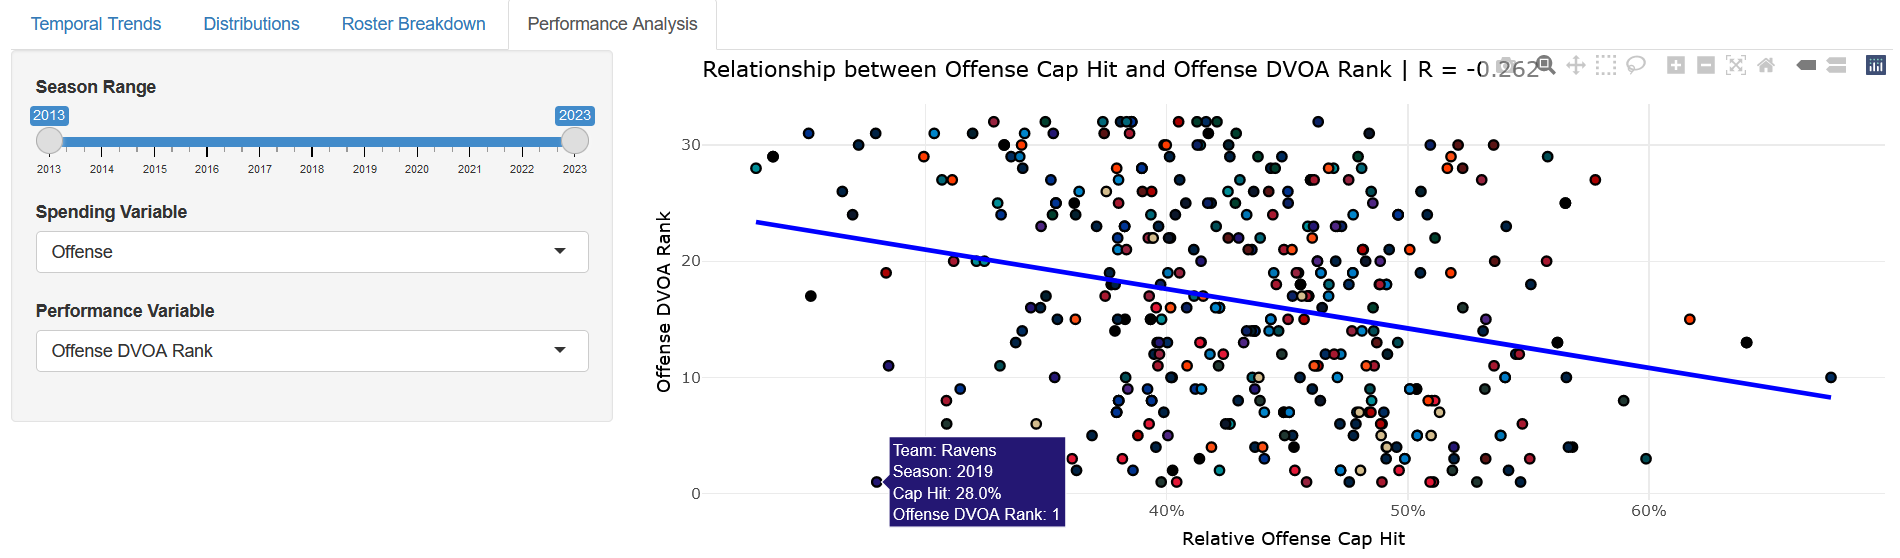 Temporal Trends
Distributions
Roster Breakdown
Performance Analysis
Season Range
2013
2023
2013
2014
2015
2016
2017
2018
2019
2020
2021
2022
2023
Spending Variable
Offense
Performance Variable
Offense DVOA Rank
Relationship between Offense Cap Hit and Offense DVOA Rank | R = -0.262
Offense DVOA Rank
30
20
10
0
Team: Ravens
Season: 2019
Cap Hit: 28.0%
Offense DVOA Rank: 1
40%
50%
60%
Relative Offense Cap Hit